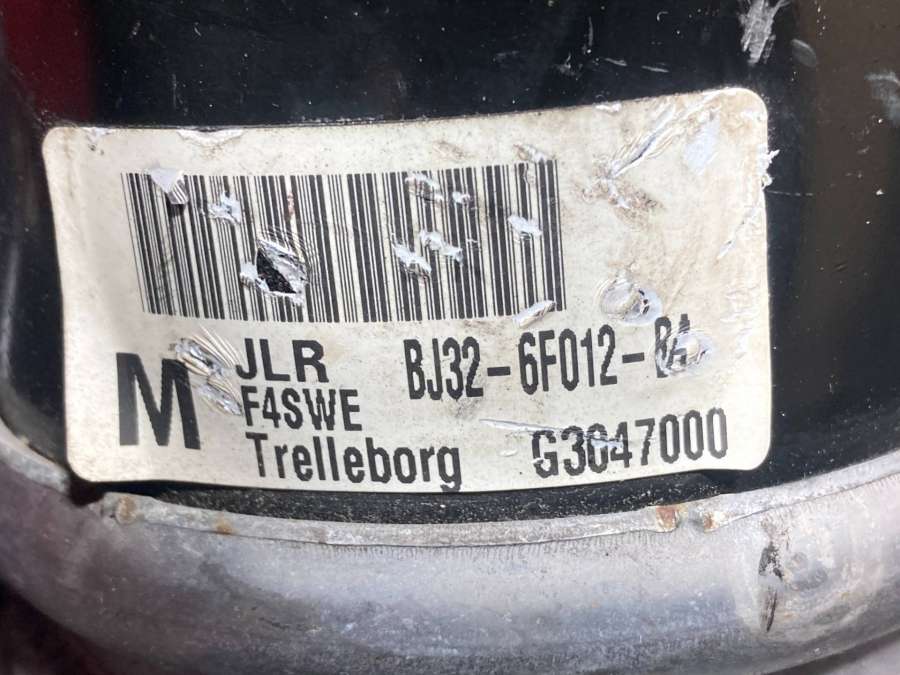 M
JLR BJ32-6F012-BA
F4SWE
Trelleborg G3047000